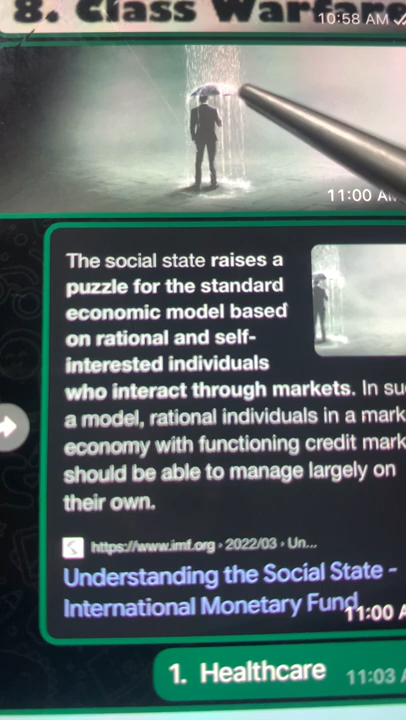 8. Class Warfare
10:58 AM
11:00 AM
The social state raises a
puzzle for the standard
economic model based
on rational and self-
interested individuals
who interact through markets. In su
a model, rational individuals in a mark
economy with functioning credit mark
should be able to manage largely on
their own.
https://www.imf.org › 2022/03 › Un...
Understanding the Social State -
International Monetary Fund
11:00 A
1. Healthcare
11:03 A